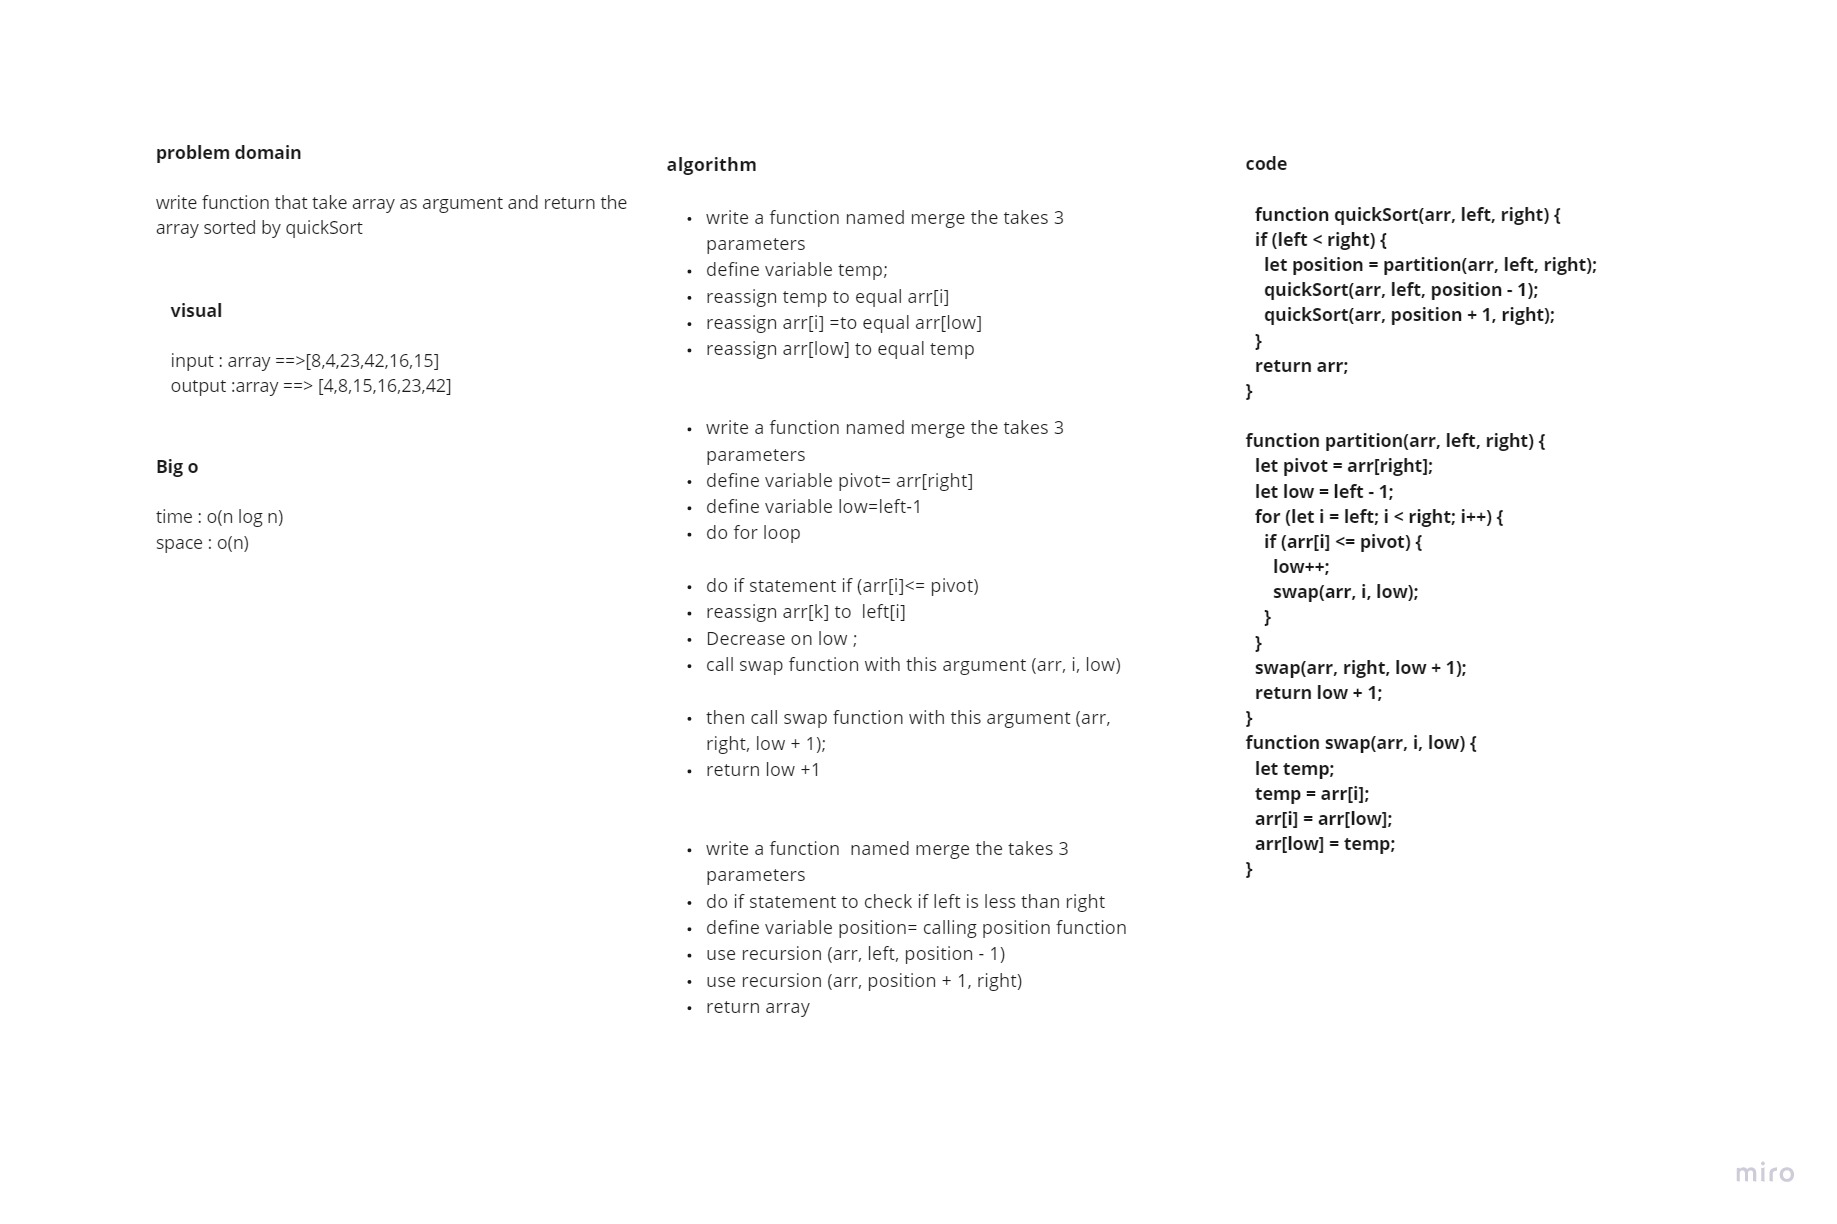 problem domain
write function that take array as argument and return the
array sorted by quickSort
visual
input : array ==>[8,4,23,42,16,15]
output :array ==> [4,8,15,16,23,42]
Big o
time : o(n log n)
space : o(n)
algorithm
• write a function named merge the takes 3
parameters
• define variable temp;
• reassign temp to equal arr[i]
• reassign arr[i] =to equal arr[low]
• reassign arr[low] to equal temp
• write a function named merge the takes 3
parameters
• define variable pivot= arr[right]
• define variable low=left-1
• do for loop
• do if statement if (arr[i]<= pivot)
• reassign arr[k] to  left[i]
• Decrease on low ;
• call swap function with this argument (arr, i, low)
• then call swap function with this argument (arr,
right, low + 1);
• return low +1
• write a function  named merge the takes 3
parameters
• do if statement to check if left is less than right
• define variable position= calling position function
• use recursion (arr, left, position - 1)
• use recursion (arr, position + 1, right)
• return array
code
function quickSort(arr, left, right) {
if (left < right) {
let position = partition(arr, left, right);
quickSort(arr, left, position - 1);
quickSort(arr, position + 1, right);
}
return arr;
}
function partition(arr, left, right) {
let pivot = arr[right];
let low = left - 1;
for (let i = left; i < right; i++) {
if (arr[i] <= pivot) {
low++;
swap(arr, i, low);
}
}
swap(arr, right, low + 1);
return low + 1;
}
function swap(arr, i, low) {
let temp;
temp = arr[i];
arr[i] = arr[low];
arr[low] = temp;
}
miro